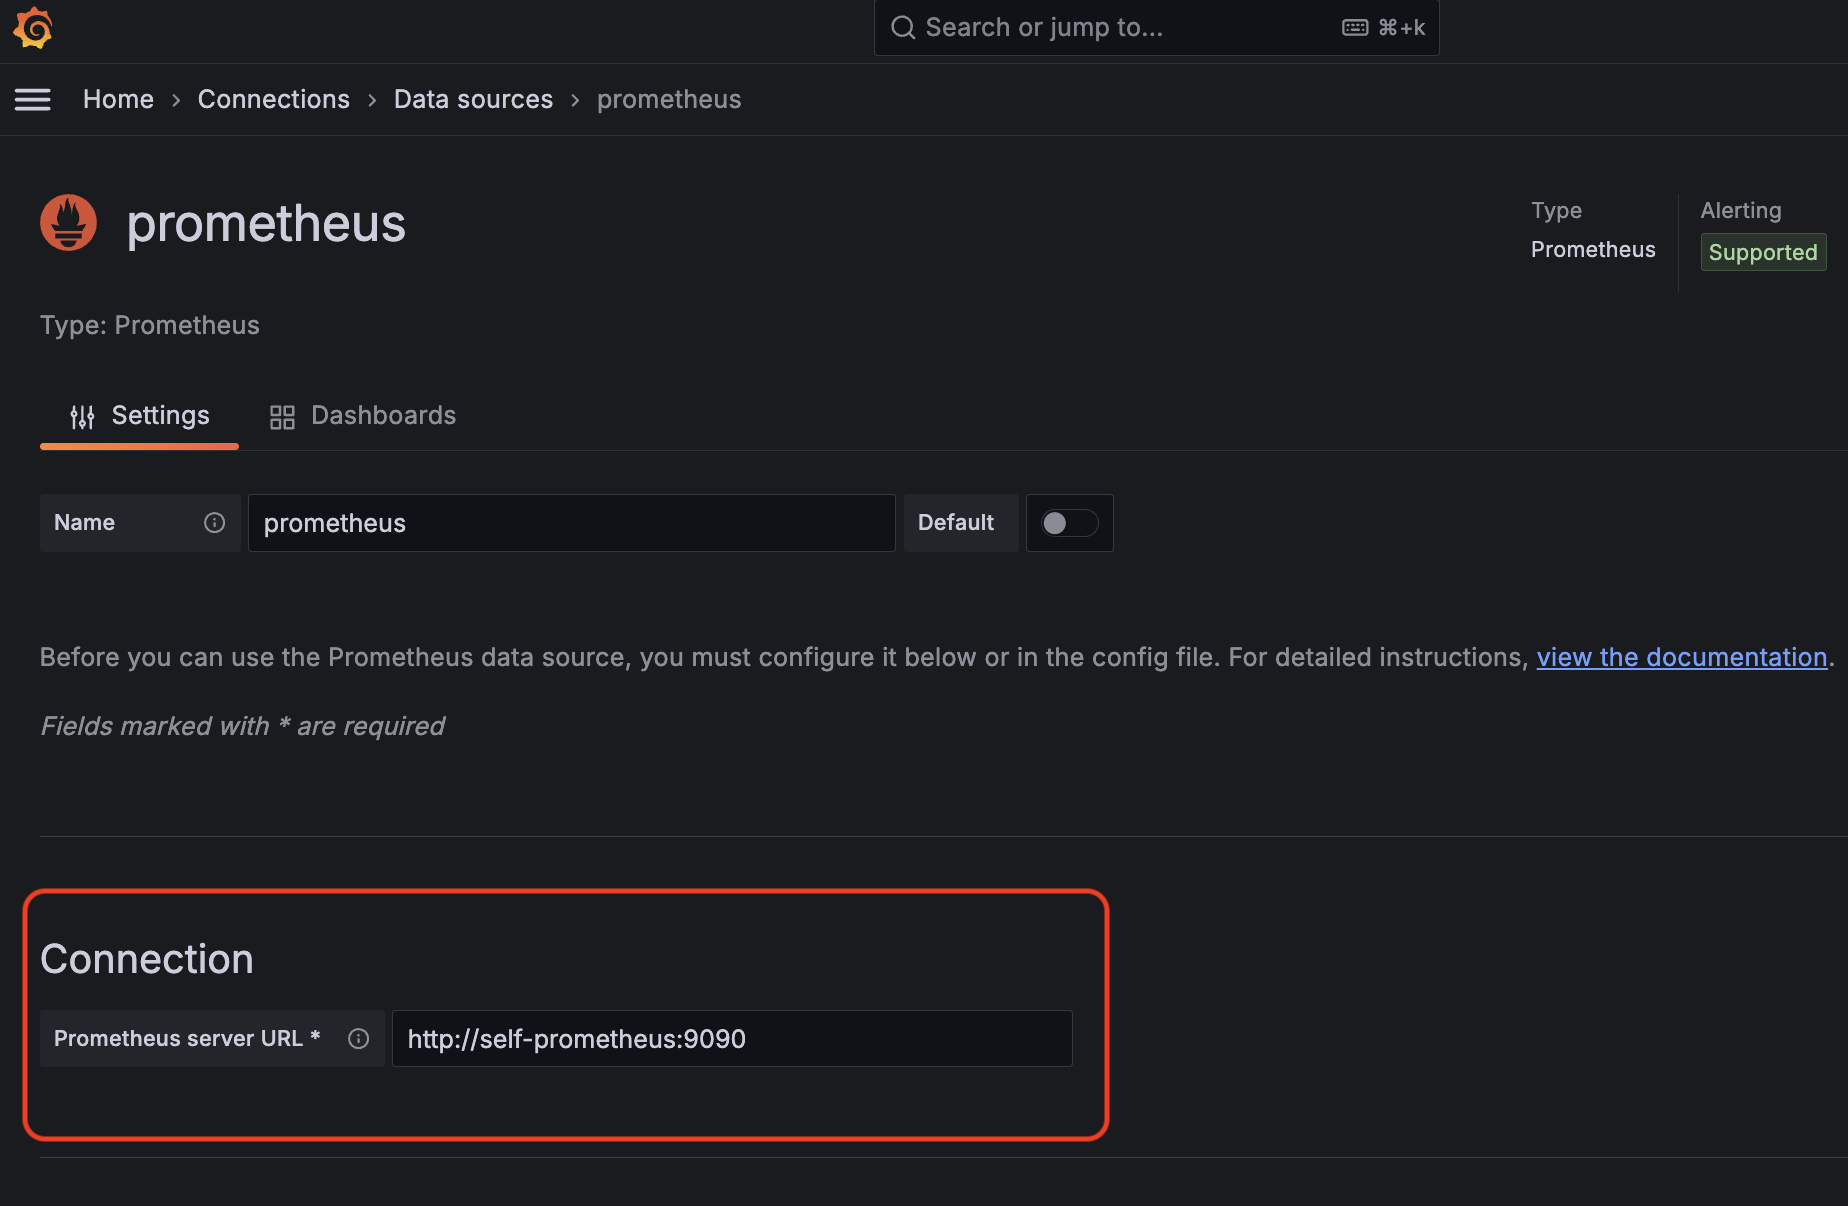 Search or jump to...
⌘+k
Home › Connections › Data sources › prometheus
prometheus
Type
Prometheus
Alerting
Supported
Type: Prometheus
Settings
Dashboards
Name
prometheus
Default
Before you can use the Prometheus data source, you must configure it below or in the config file. For detailed instructions, view the documentation.
Fields marked with * are required
Connection
Prometheus server URL *
http://self-prometheus:9090